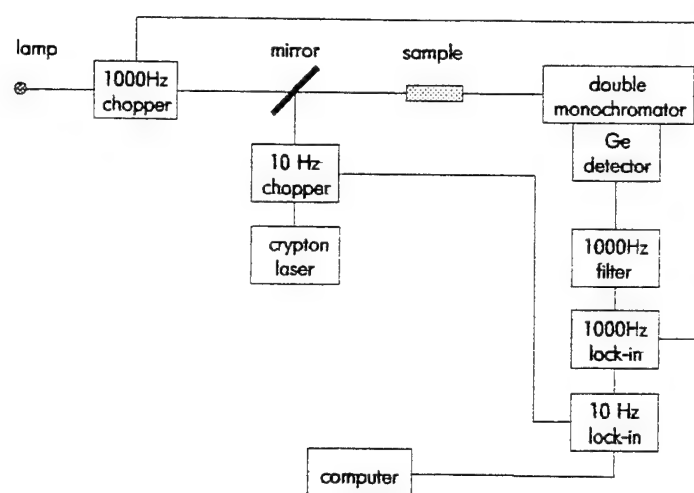 lamp
1000Hz
chopper
mirror
sample
double
monochromator
Ge
detector
10 Hz
chopper
crypton
laser
1000Hz
filter
1000Hz
lock-in
10 Hz
lock-in
computer